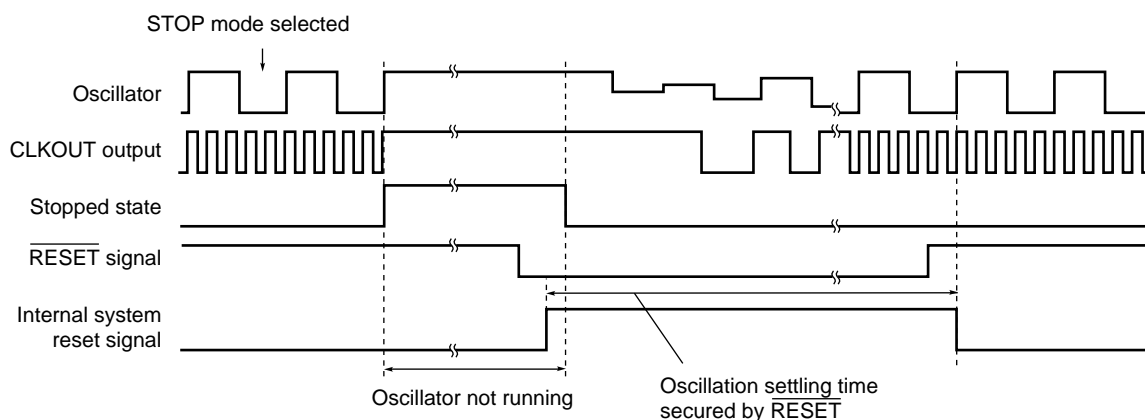 STOP mode selected
Oscillator
CLKOUT output
Stopped state
RESET signal
Internal system
reset signal
Oscillator not running
Oscillation settling time
secured by RESET